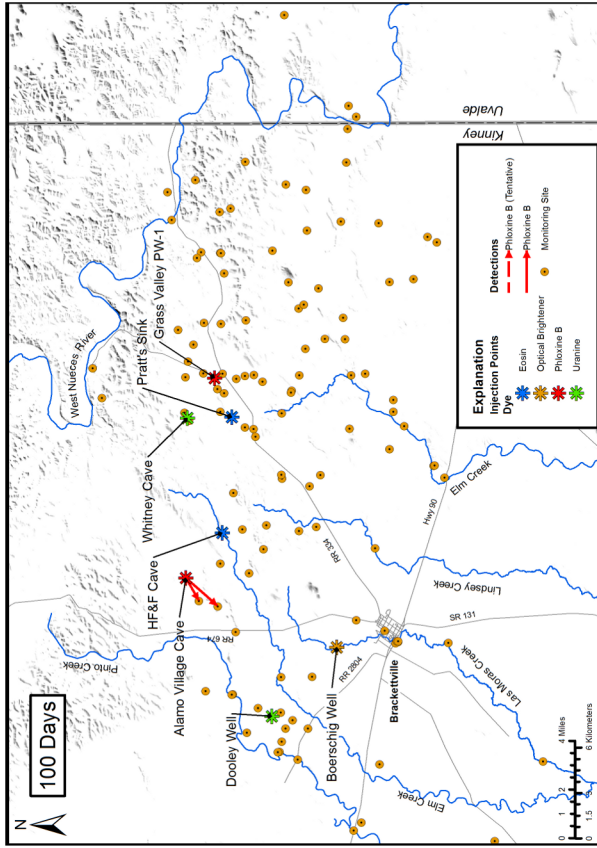 N
100 Days
West Nueces River
Pinto Creek
RR 674
Alamo Village Cave
HF&F Cave
Whitney Cave
Pratt's Sink
Grass Valley PW-1
Dooley Well
Boerschig Well
RR 2804
RR 334
Brackettville
Hwy 90
SR 131
Las Moras Creek
Lindsey Creek
Elm Creek
Elm Creek
Kinney
Uvalde
0 1 2 4 Miles
0 1.5 3 6 Kilometers
Explanation
Injection Points
Dye
Eosin
Optical Brightener
Phloxine B
Uranine
Detections
Phloxine B (Tentative)
Phloxine B
Monitoring Site